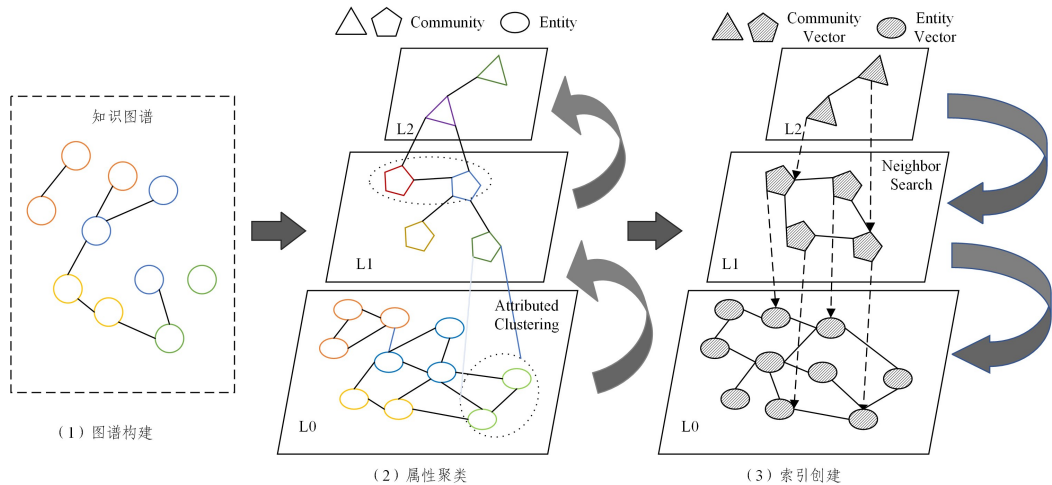 Community
Entity
Community
Vector
Entity
Vector
知识图谱
L2
L1
Attributed
Clustering
L0
L2
Neighbor
Search
L1
L0
（1）图谱构建
（2）属性聚类
（3）索引创建